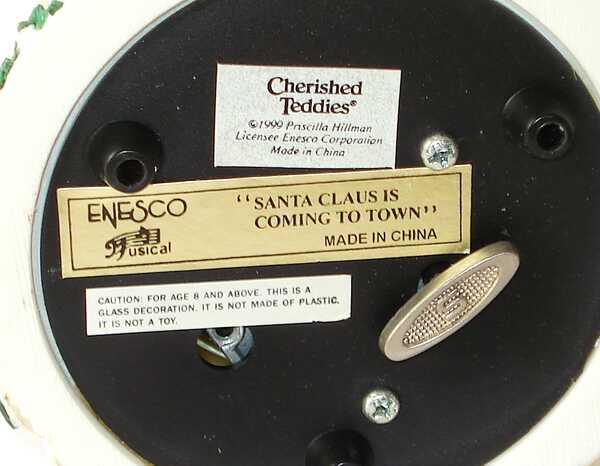 Cherished
Teddies®
©1999 Priscilla Hillman
Licensee Enesco Corporation
Made in China
ENESCO
Musical
"SANTA CLAUS IS
COMING TO TOWN"
MADE IN CHINA
CAUTION: FOR AGE 8 AND ABOVE. THIS IS A
GLASS DECORATION. IT IS NOT MADE OF PLASTIC.
IT IS NOT A TOY.
S